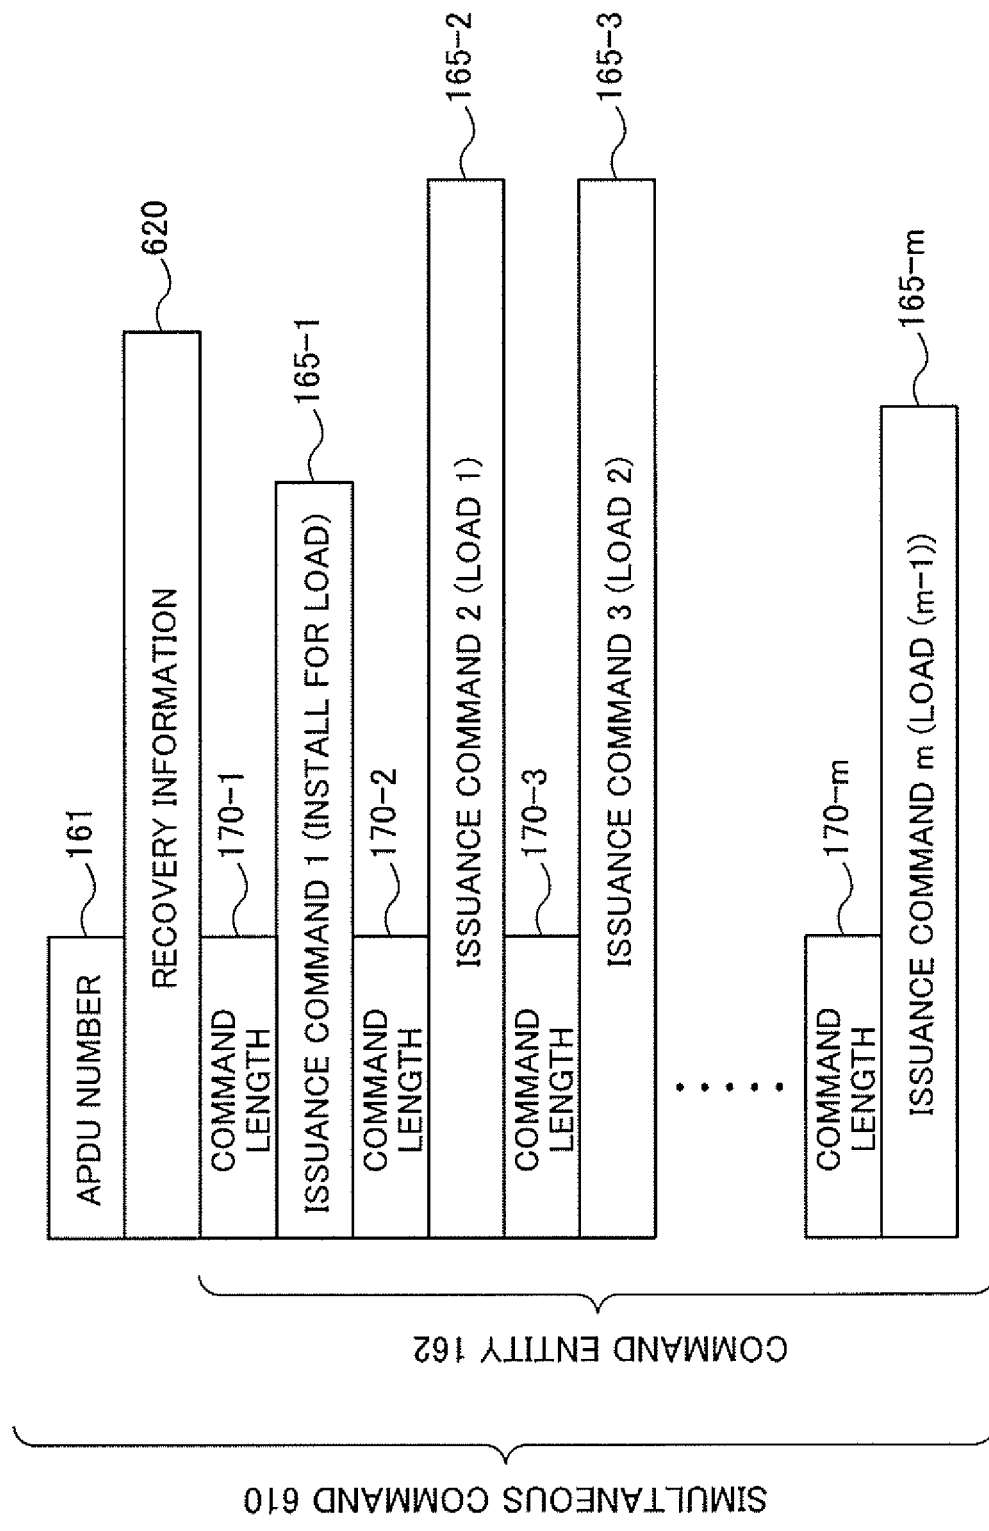 SIMULTANEOUS COMMAND 610
COMMAND ENTITY 162
APDU NUMBER
161
RECOVERY INFORMATION
620
COMMAND
LENGTH
170-1
ISSUANCE COMMAND 1 (INSTALL FOR LOAD)
165-1
COMMAND
LENGTH
170-2
ISSUANCE COMMAND 2 (LOAD 1)
165-2
COMMAND
LENGTH
170-3
ISSUANCE COMMAND 3 (LOAD 2)
165-3
COMMAND
LENGTH
170-m
ISSUANCE COMMAND m (LOAD (m-1))
165-m